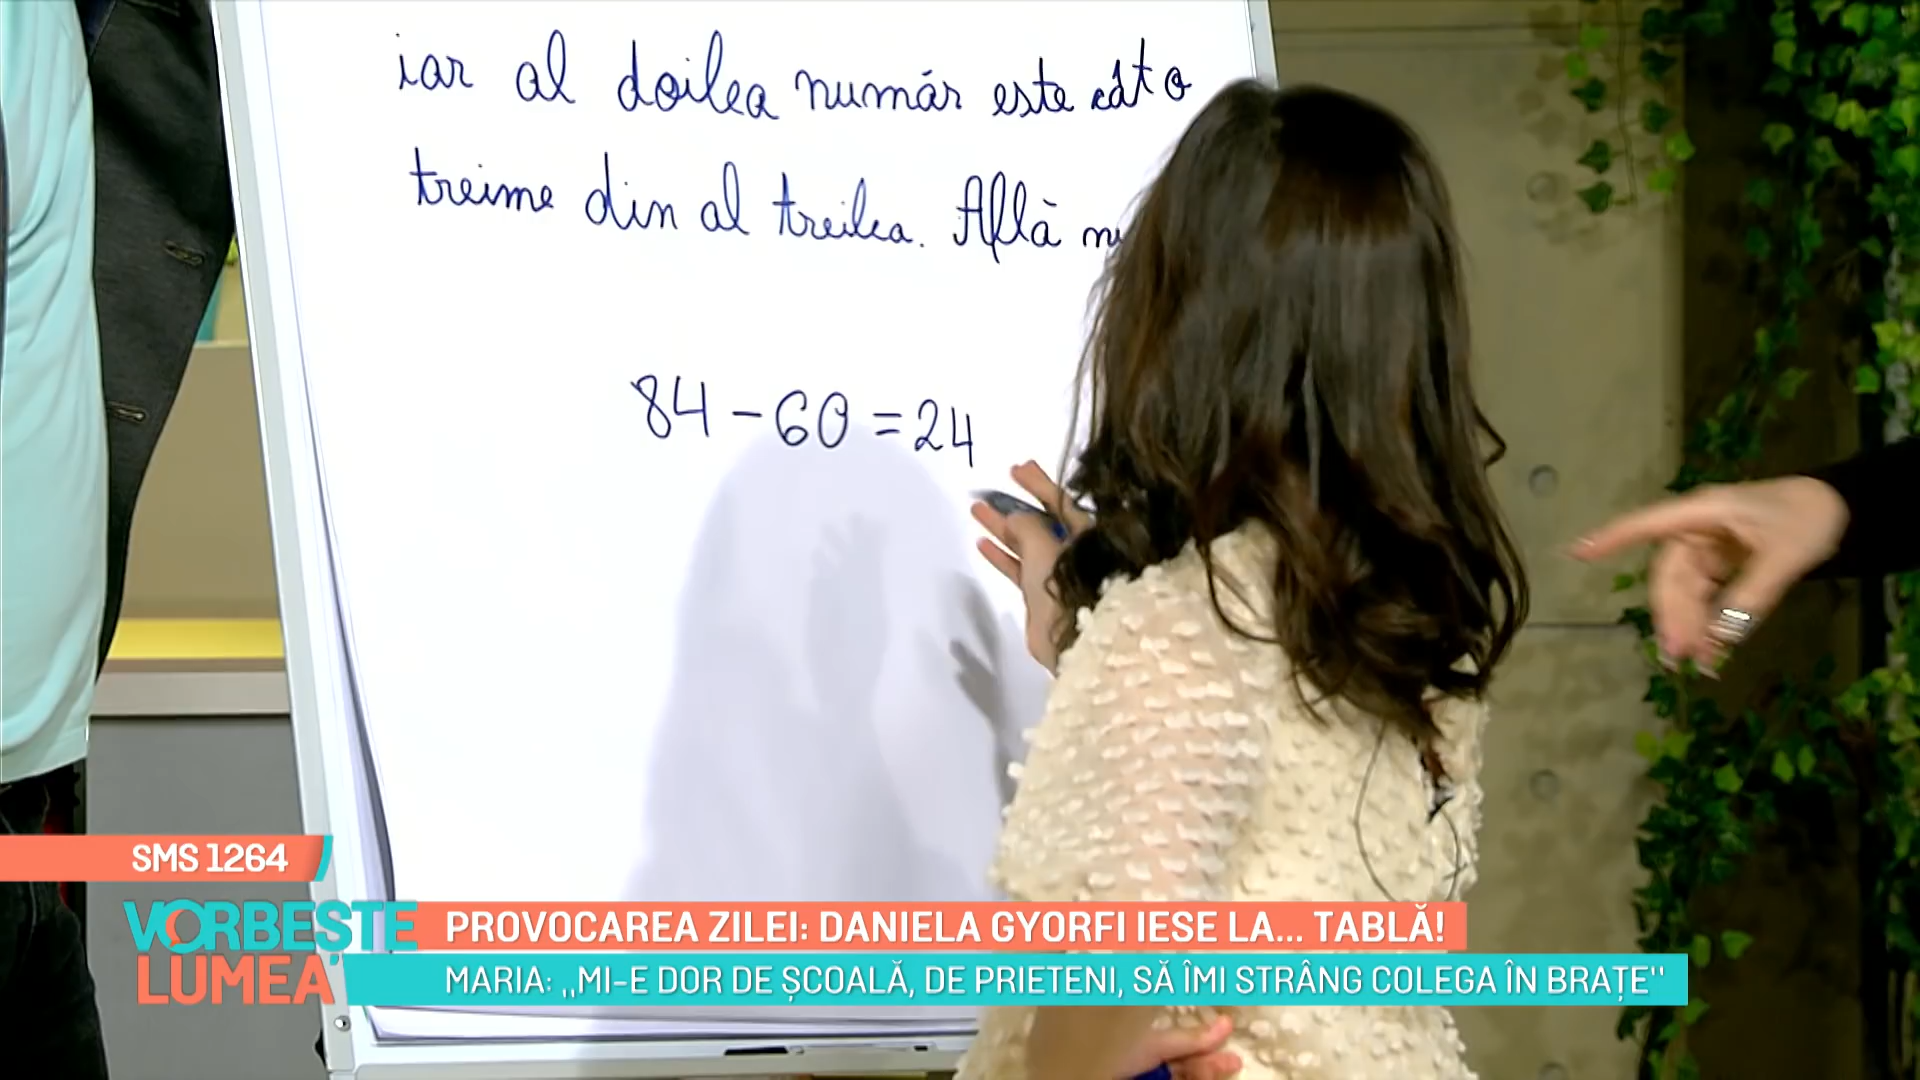 iar al doilea număr este cât o
treime din al treilea. Află
84 - 60 = 24
SMS 1264
VORBEȘTE
LUMEA
PROVOCAREA ZILEI: DANIELA GYORFI IESE LA... TABLĂ!
MARIA: ,,MI-E DOR DE ȘCOALĂ, DE PRIETENI, SĂ ÎMI STRÂNG COLEGA ÎN BRAȚE''